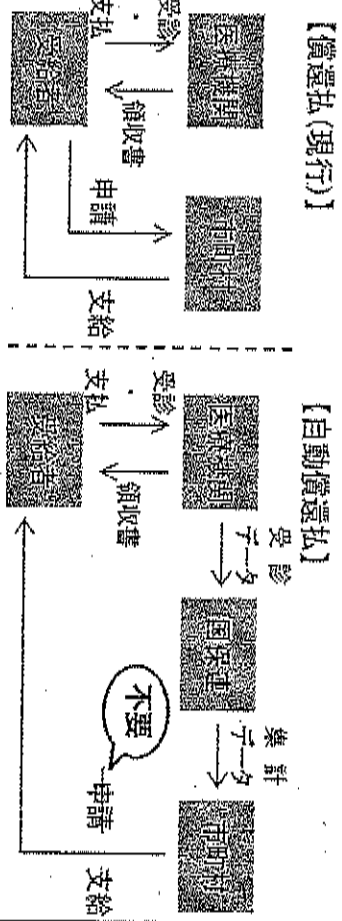 【償還払(現行)】
医療機関
市町村
受診・支払
領収書
申請
受給者
支給
【自動償還払】
医療機関
受診データ
国保連
集計データ
市町村
受診・支払
領収書
不要
申請
受給者
支給